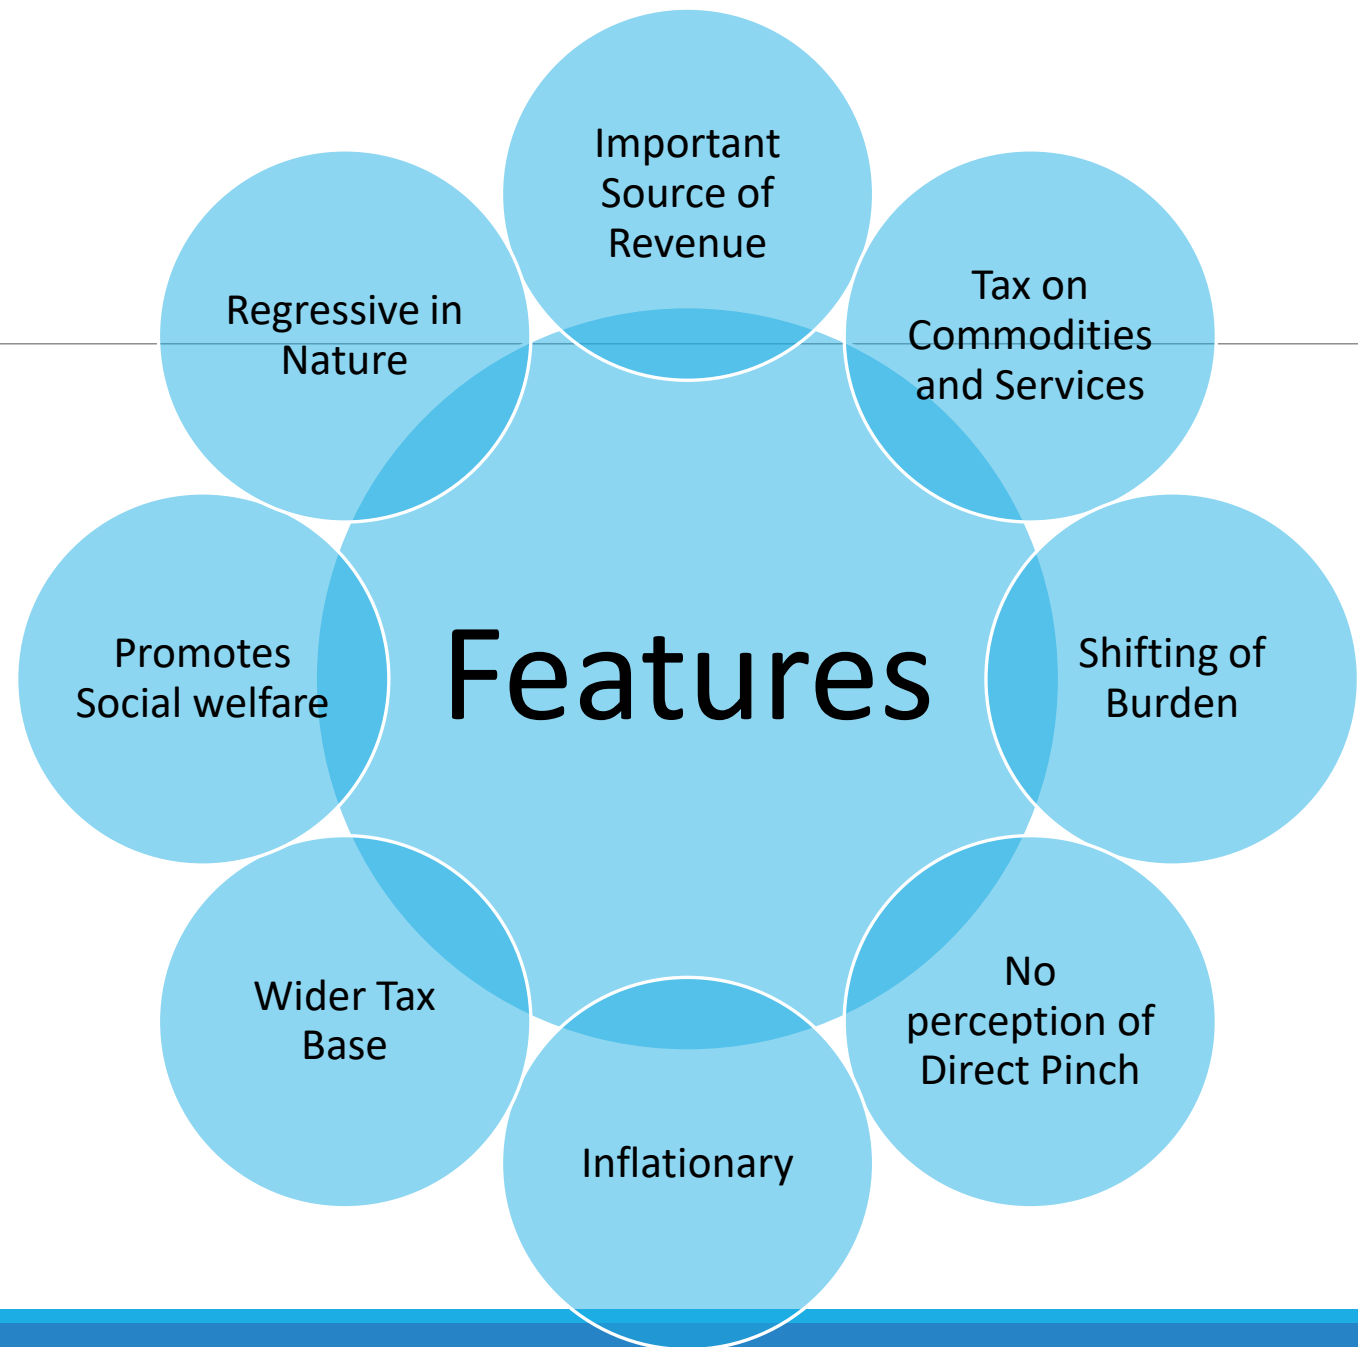 Important
Source of
Revenue
Tax on
Commodities
and Services
Shifting of
Burden
No
perception of
Direct Pinch
Inflationary
Wider Tax
Base
Promotes
Social welfare
Regressive in
Nature
Features